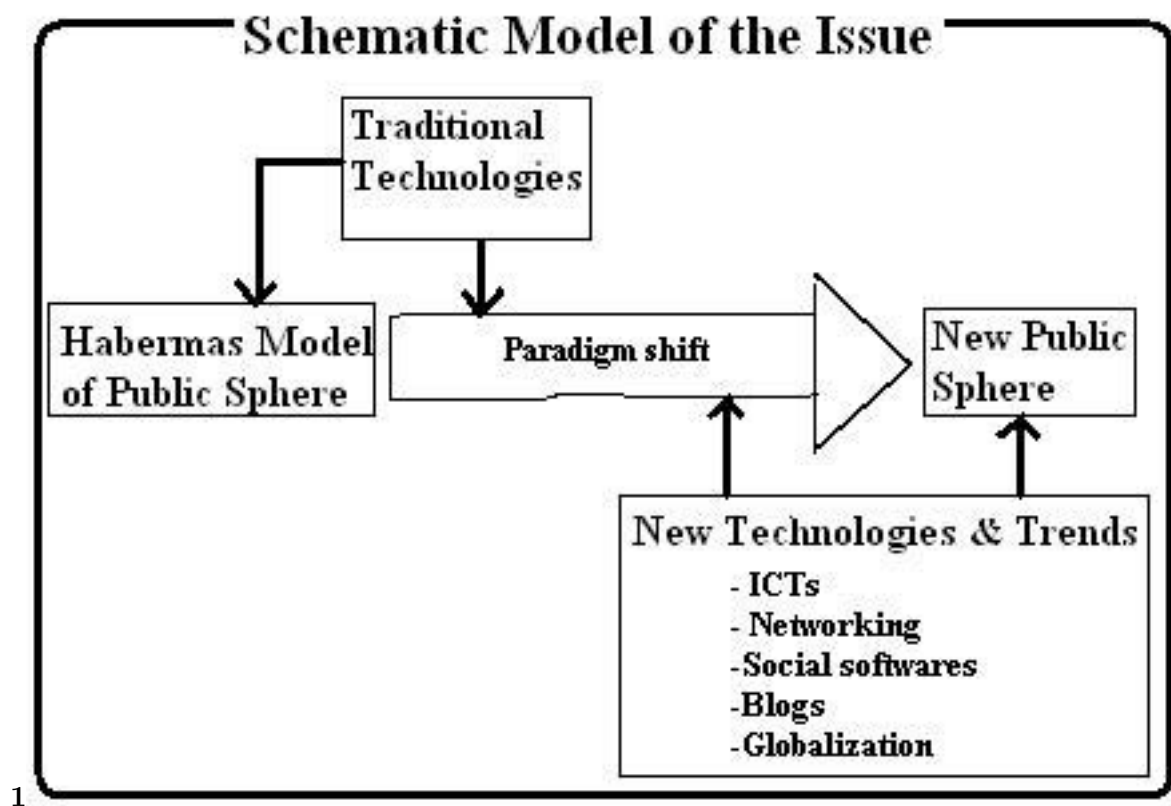 Schematic Model of the Issue
Traditional
Technologies
Habermas Model
of Public Sphere
Paradigm shift
New Public
Sphere
New Technologies & Trends
- ICTs
- Networking
-Social softwares
-Blogs
-Globalization
1